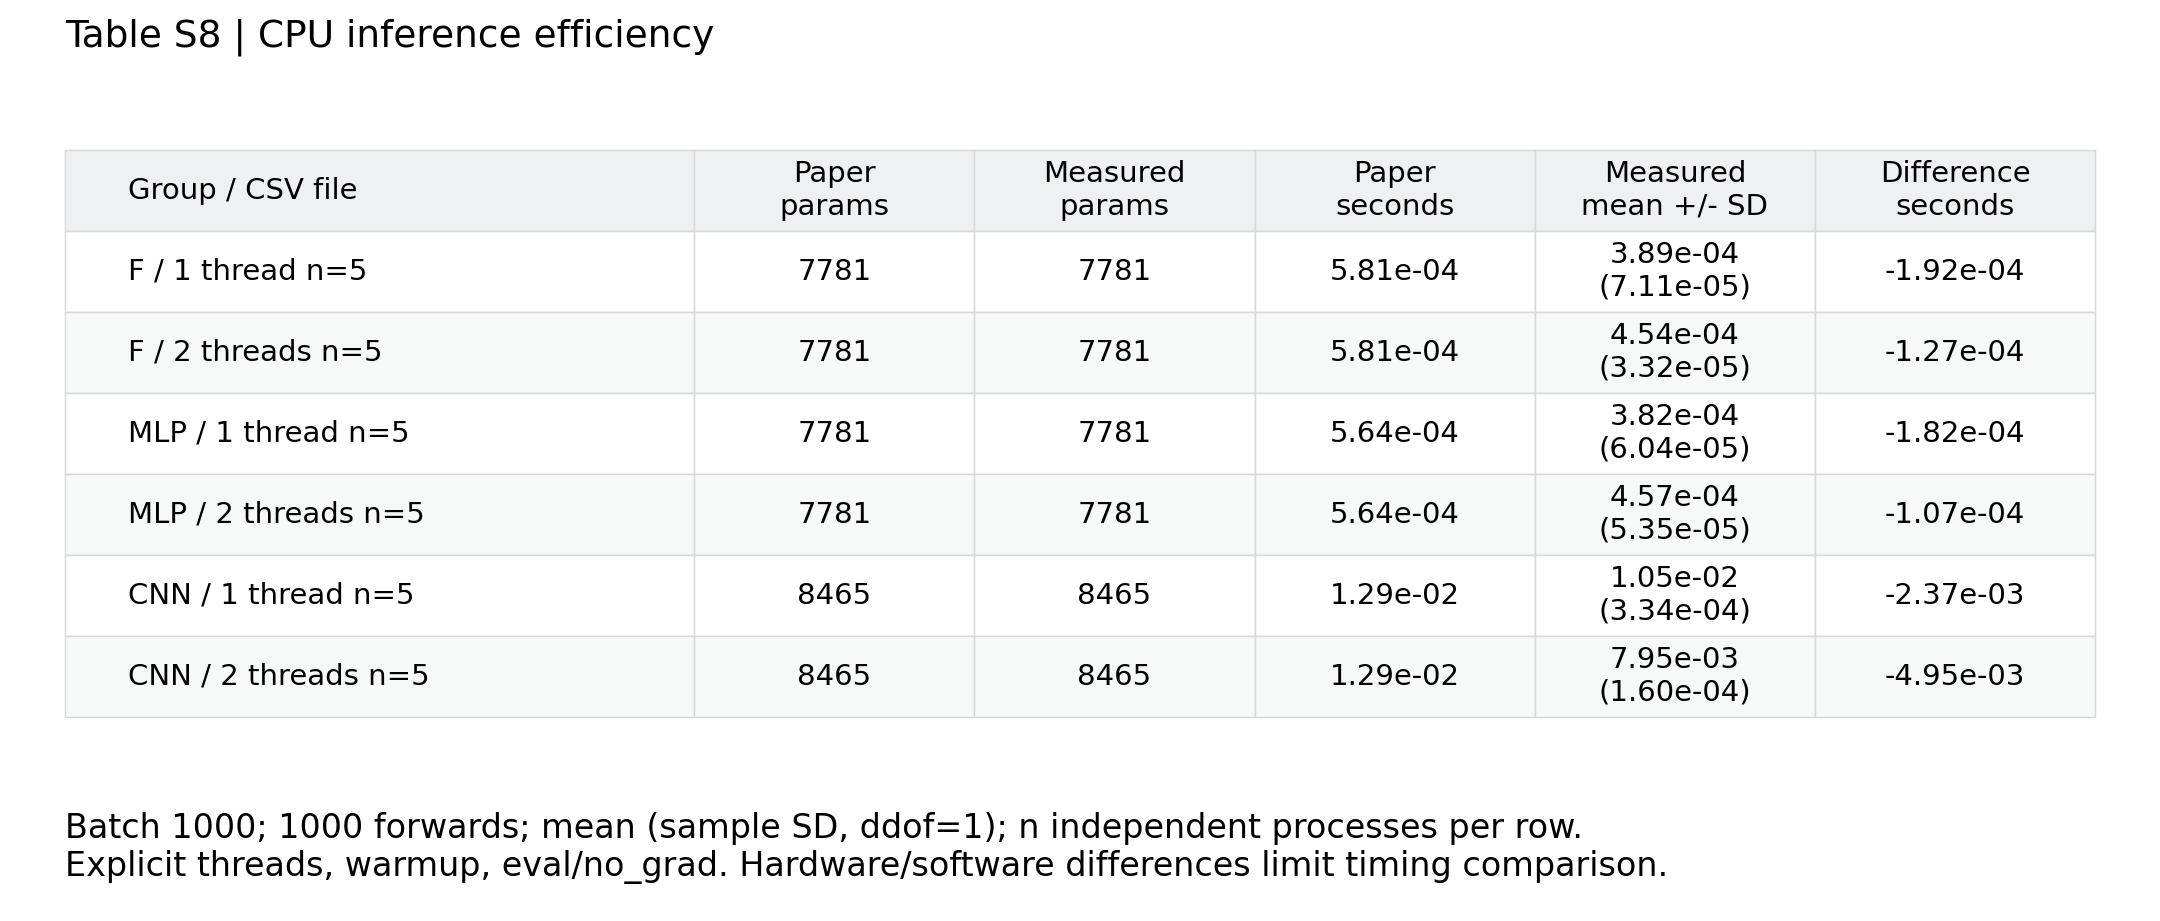 Table S8 | CPU inference efficiency
Group / CSV file
Paper
params
Measured
params
Paper
seconds
Measured
mean +/- SD
Difference
seconds
F / 1 thread n=5
7781
7781
5.81e-04
3.89e-04
(7.11e-05)
-1.92e-04
F / 2 threads n=5
7781
7781
5.81e-04
4.54e-04
(3.32e-05)
-1.27e-04
MLP / 1 thread n=5
7781
7781
5.64e-04
3.82e-04
(6.04e-05)
-1.82e-04
MLP / 2 threads n=5
7781
7781
5.64e-04
4.57e-04
(5.35e-05)
-1.07e-04
CNN / 1 thread n=5
8465
8465
1.29e-02
1.05e-02
(3.34e-04)
-2.37e-03
CNN / 2 threads n=5
8465
8465
1.29e-02
7.95e-03
(1.60e-04)
-4.95e-03
Batch 1000; 1000 forwards; mean (sample SD, ddof=1); n independent processes per row.
Explicit threads, warmup, eval/no_grad. Hardware/software differences limit timing comparison.